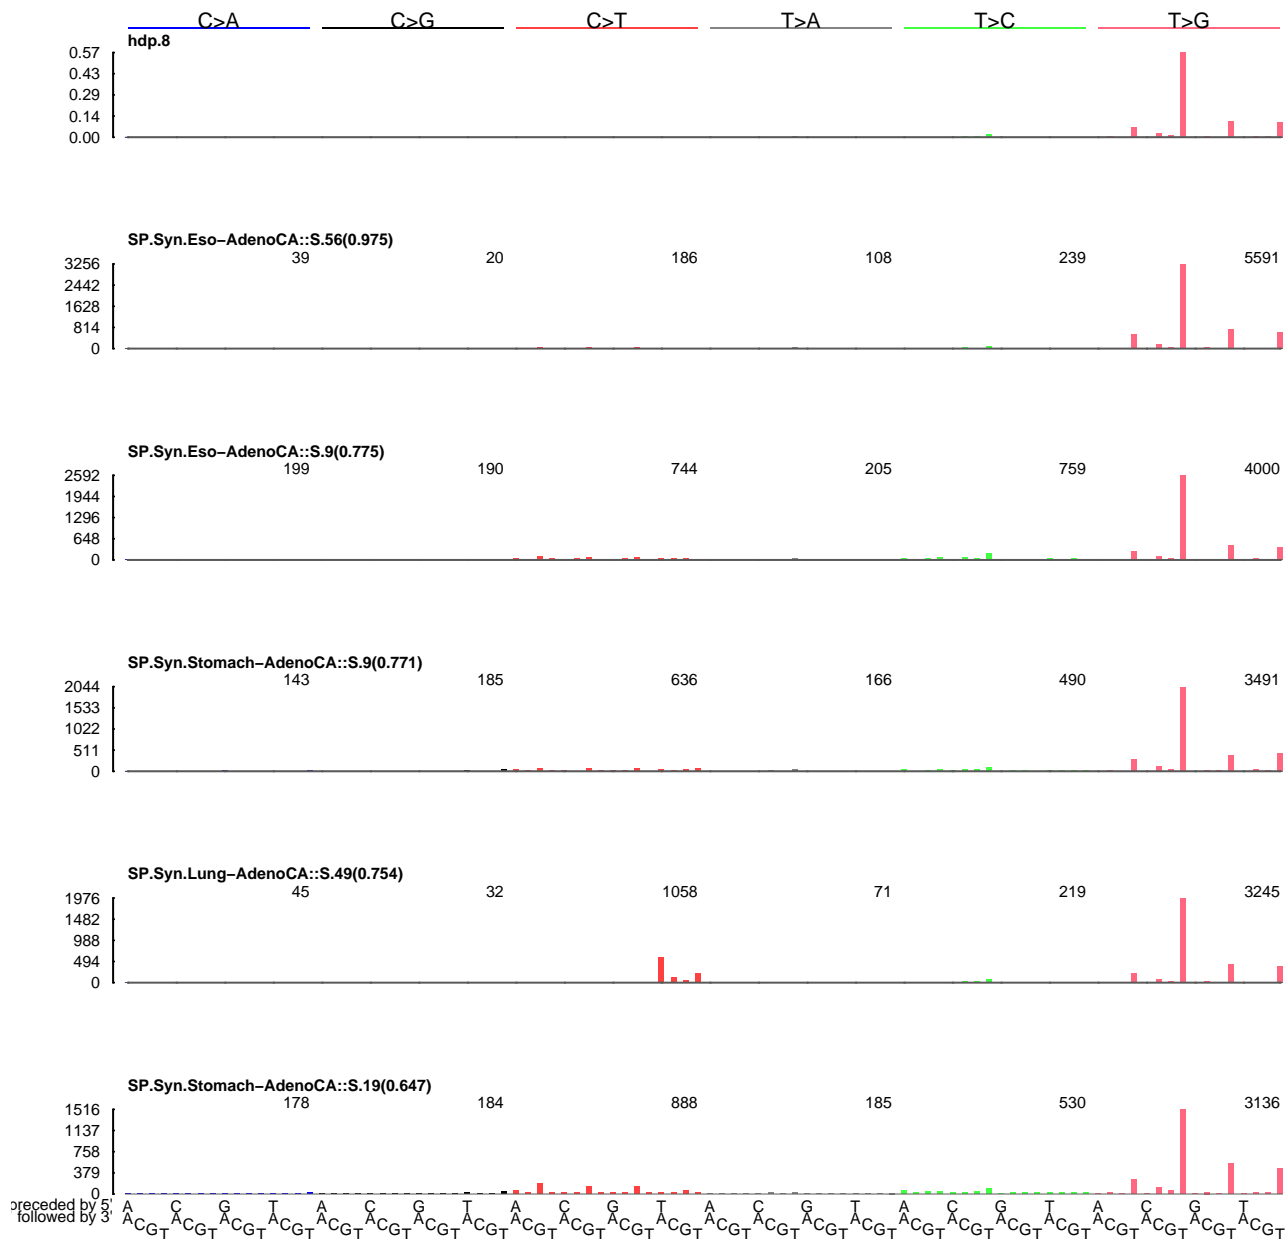 C>A C>G C>T T>A T>C T>G
hdp.8
0.57
0.43
0.29
0.14
0.00
SP.Syn.Eso−AdenoCA::S.56(0.975)
39 20 186 108 239 5591
3256
2442
1628
814
0
SP.Syn.Eso−AdenoCA::S.9(0.775)
199 190 744 205 759 4000
2592
1944
1296
648
0
SP.Syn.Stomach−AdenoCA::S.9(0.771)
143 185 636 166 490 3491
2044
1533
1022
511
0
SP.Syn.Lung−AdenoCA::S.49(0.754)
45 32 1058 71 219 3245
1976
1482
988
494
0
SP.Syn.Stomach−AdenoCA::S.19(0.647)
178 184 888 185 530 3136
1516
1137
758
379
0
preceded by 5' A C G T A C G T A C G T A C G T A C G T A C G T
followed by 3' A C G T A C G T A C G T A C G T A C G T A C G T A C G T A C G T A C G T A C G T A C G T A C G T A C G T A C G T A C G T A C G T A C G T A C G T A C G T A C G T A C G T A C G T A C G T A C G T